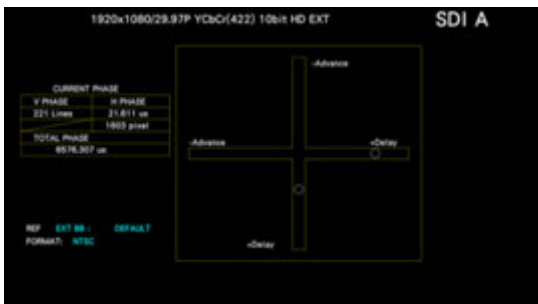 1920x1080/29.97P YCbCr(422) 10bit HD EXT
SDI A
-Advance
CURRENT PHASE
V PHASE H PHASE
221 Lines 21.611 us
1603 pixel
TOTAL PHASE
6576.307 us
-Advance +Delay
REF EXT BB : DEFAULT
FORMAT: NTSC
+Delay